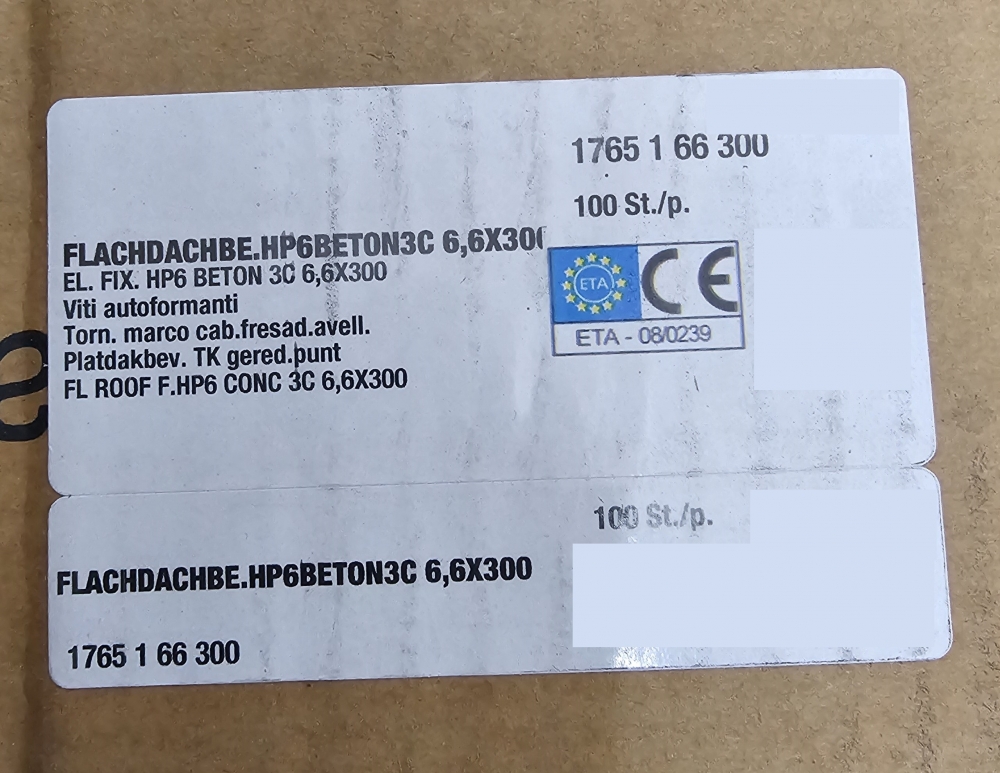 1765 1 66 300
100 St./p.
FLACHDACHBE.HP6BETON3C 6,6X300
EL. FIX. HP6 BETON 3C 6,6X300
Viti autoformanti
Torn. marco cab.fresad.avell.
Platdakbev. TK gered.punt
FL ROOF F.HP6 CONC 3C 6,6X300
ETA
CE
ETA - 08/0239
100 St./p.
FLACHDACHBE.HP6BETON3C 6,6X300
1765 1 66 300